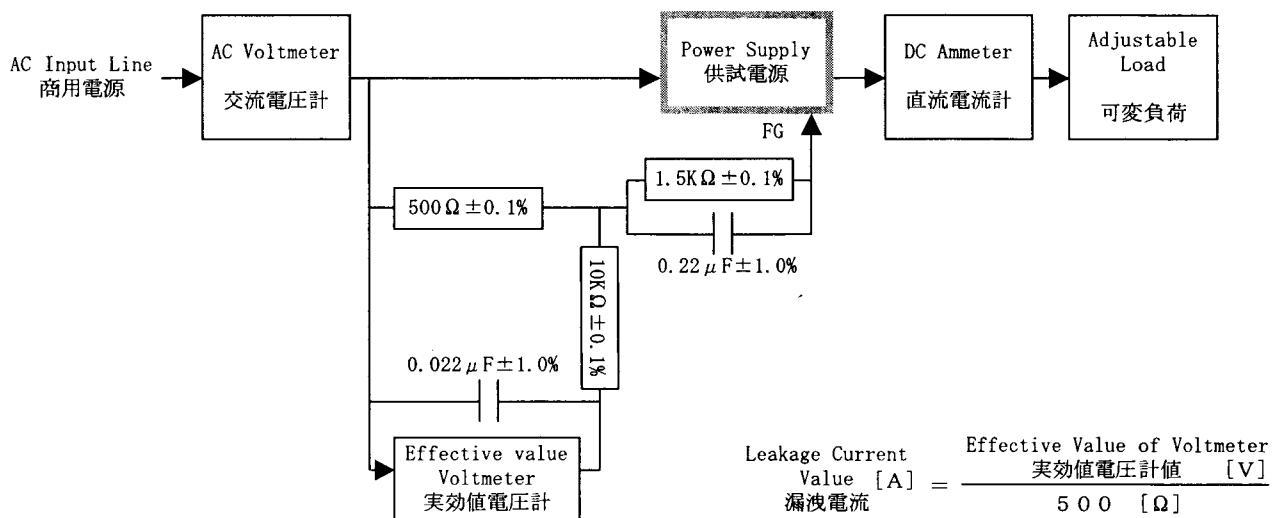 AC Input Line
商用電源
AC Voltmeter
交流電圧計
Power Supply
供試電源
DC Ammeter
直流電流計
Adjustable
Load
可変負荷
FG
1.5KΩ±0.1%
500Ω±0.1%
0.22μF±1.0%
10KΩ±0.1%
0.022μF±1.0%
Effective value
Voltmeter
実効値電圧計
Leakage Current
Value [A]
漏洩電流
=
Effective Value of Voltmeter
実効値電圧計値 [V]
500 [Ω]